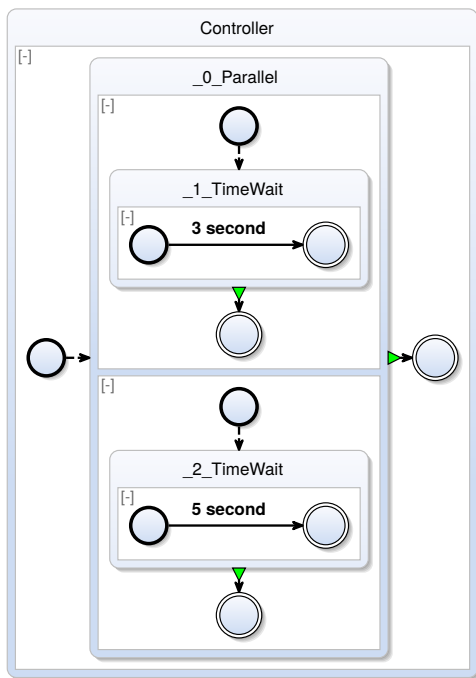 Controller
[-]
_0_Parallel
[-]
_1_TimeWait
[-]
3 second
[-]
_2_TimeWait
[-]
5 second